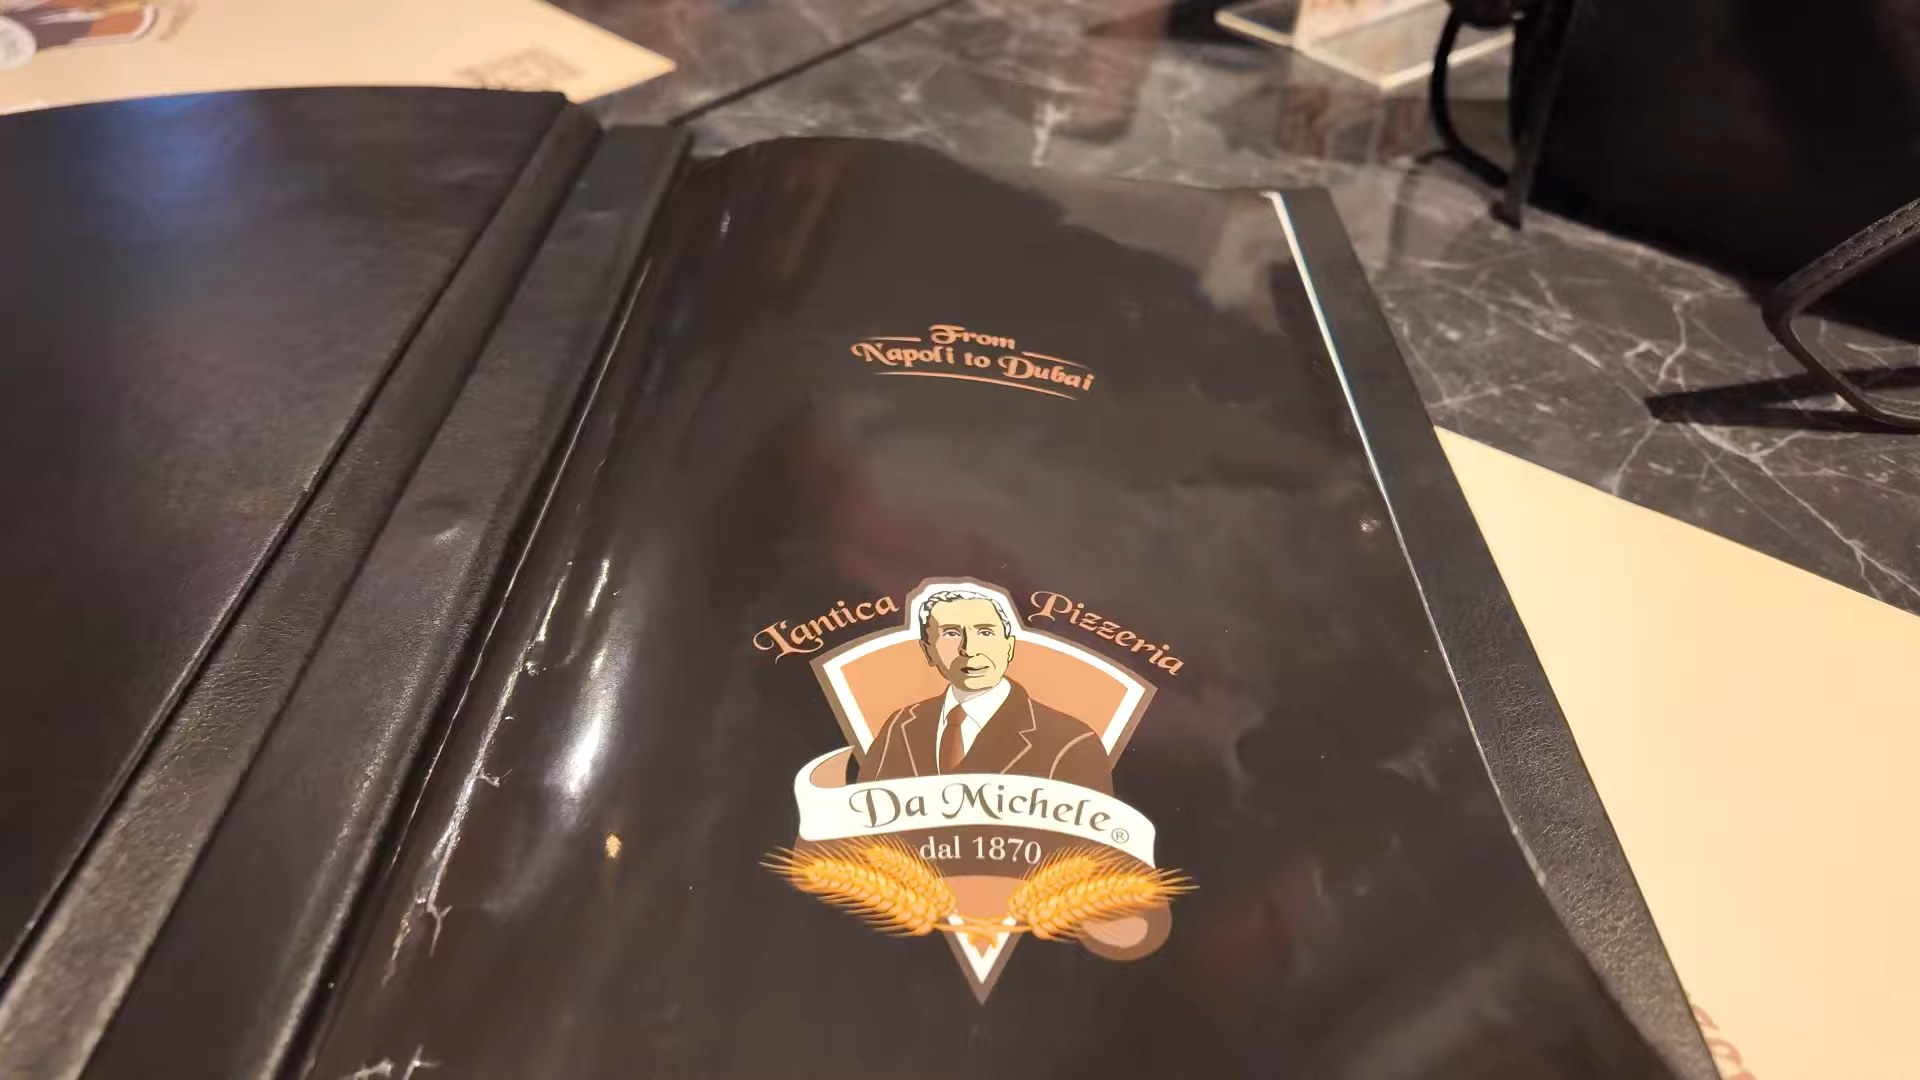 From
Napoli to Dubai
L'antica Pizzeria
Da Michele®
dal 1870